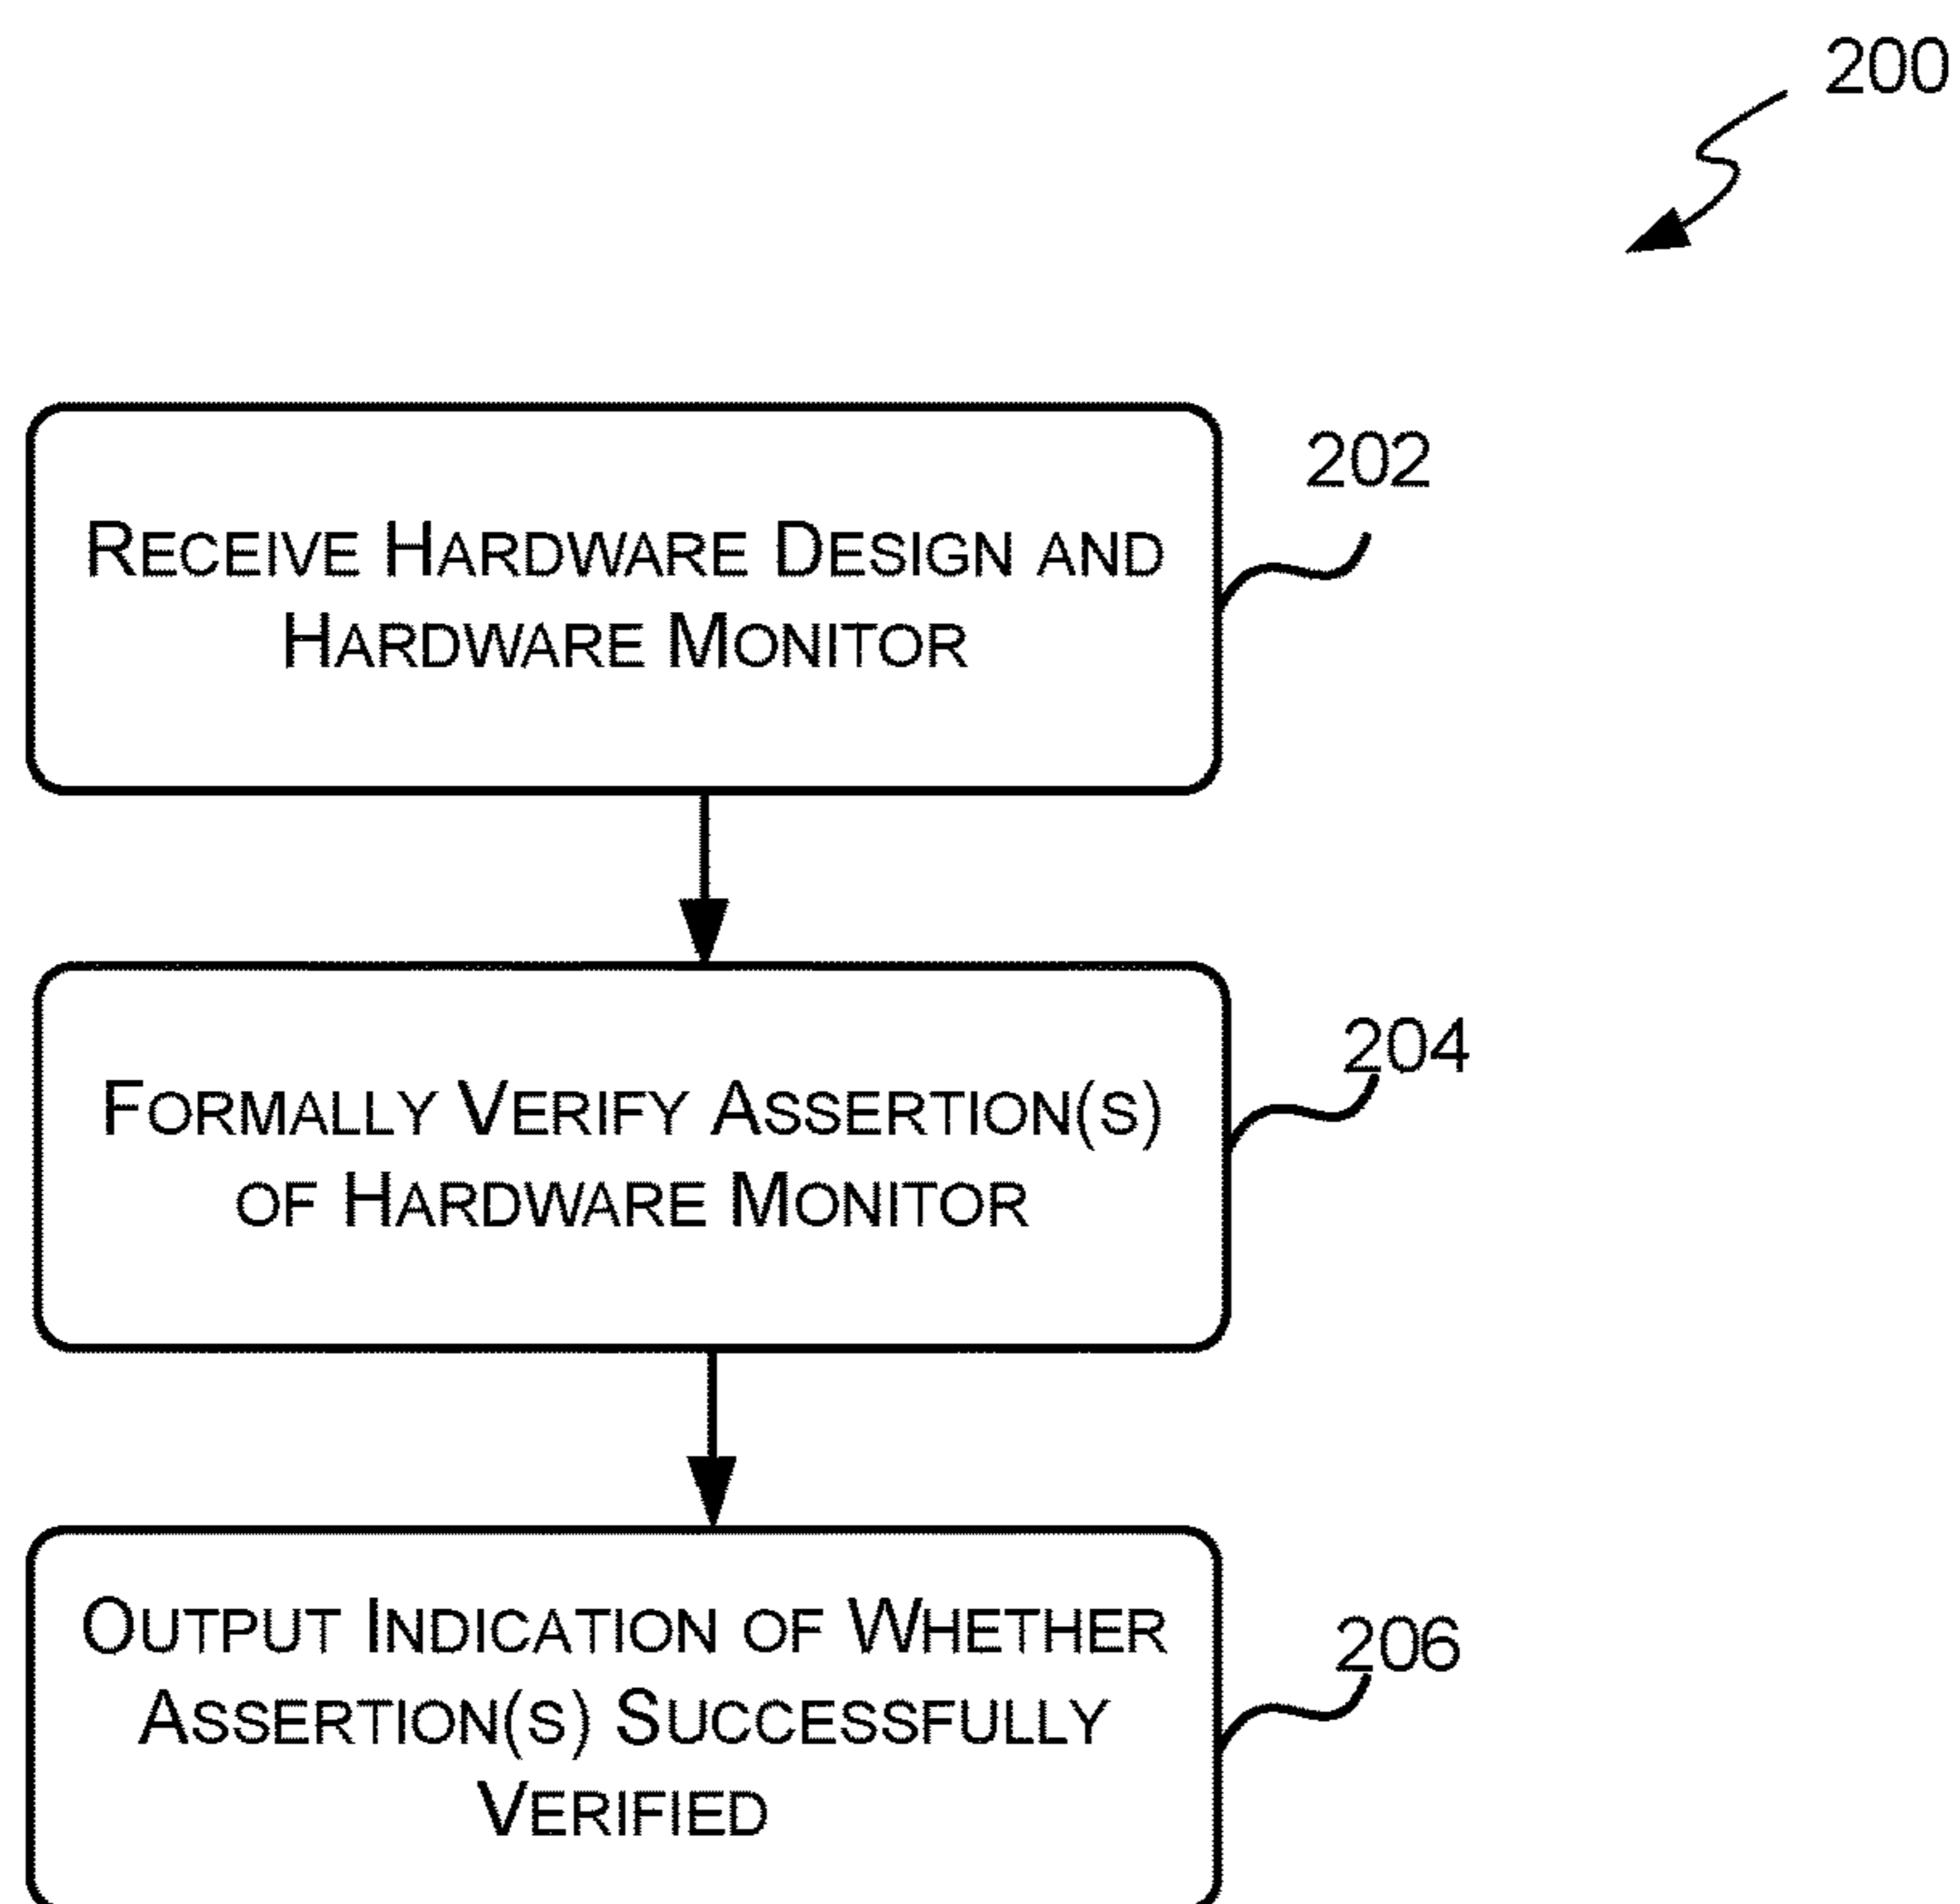 200
202
RECEIVE HARDWARE DESIGN AND
HARDWARE MONITOR
204
FORMALLY VERIFY ASSERTION(S)
OF HARDWARE MONITOR
206
OUTPUT INDICATION OF WHETHER
ASSERTION(S) SUCCESSFULLY
VERIFIED